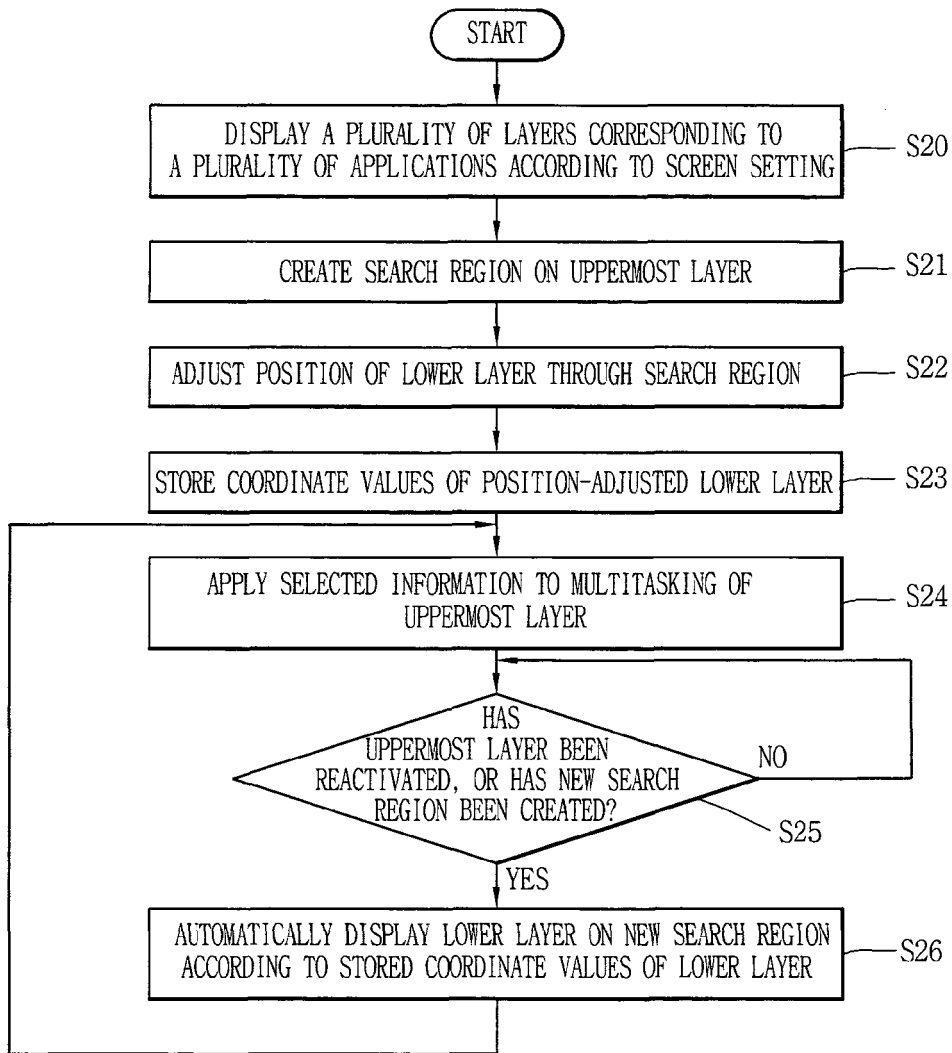 START
DISPLAY A PLURALITY OF LAYERS CORRESPONDING TO
A PLURALITY OF APPLICATIONS ACCORDING TO SCREEN SETTING
S20
CREATE SEARCH REGION ON UPPERMOST LAYER
S21
ADJUST POSITION OF LOWER LAYER THROUGH SEARCH REGION
S22
STORE COORDINATE VALUES OF POSITION-ADJUSTED LOWER LAYER
S23
APPLY SELECTED INFORMATION TO MULTITASKING OF
UPPERMOST LAYER
S24
HAS
UPPERMOST LAYER BEEN
REACTIVATED, OR HAS NEW SEARCH
REGION BEEN CREATED?
NO
S25
YES
AUTOMATICALLY DISPLAY LOWER LAYER ON NEW SEARCH REGION
ACCORDING TO STORED COORDINATE VALUES OF LOWER LAYER
S26